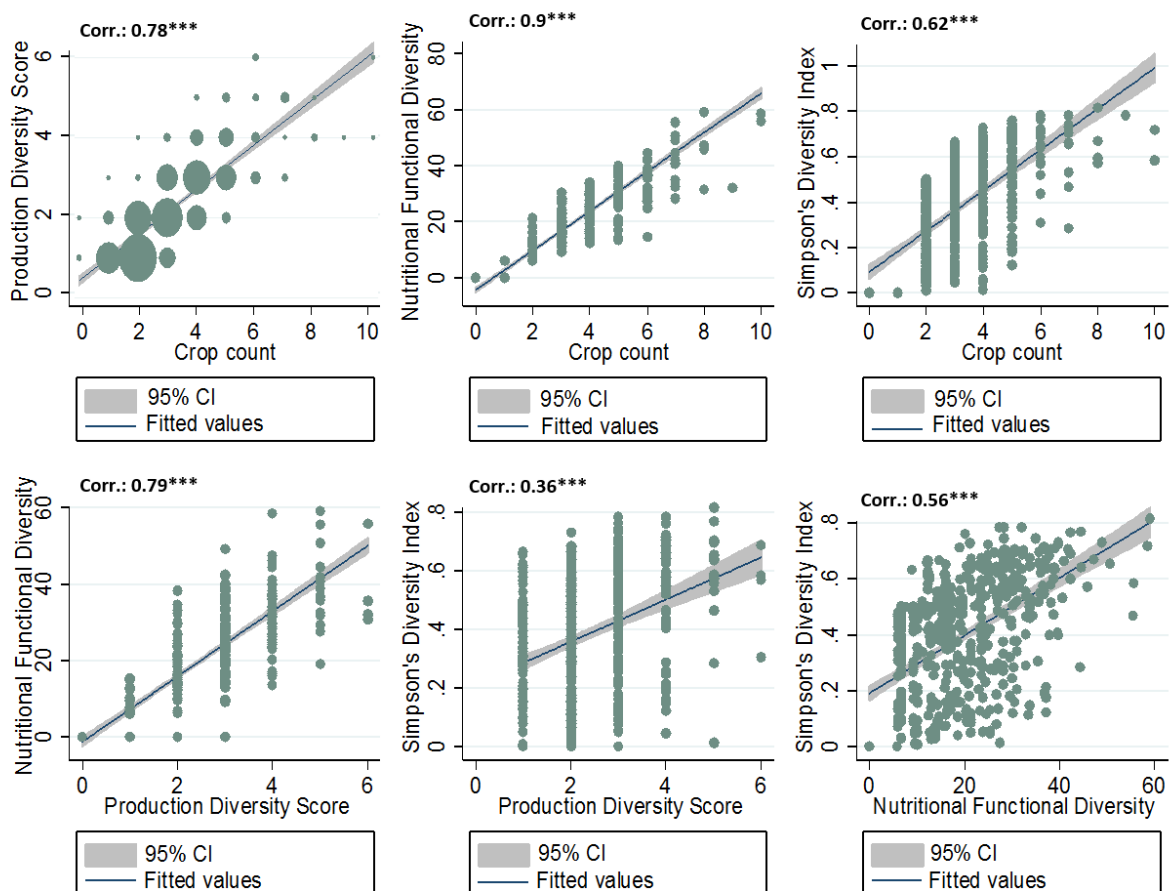 Corr.: 0.78***
Production Diversity Score
6
4
2
0
0 2 4 6 8 10
Crop count
95% CI
Fitted values
Corr.: 0.9***
Nutritional Functional Diversity
80
60
40
20
0
0 2 4 6 8 10
Crop count
95% CI
Fitted values
Corr.: 0.62***
Simpson's Diversity Index
1
.8
.6
.4
.2
0
0 2 4 6 8 10
Crop count
95% CI
Fitted values
Corr.: 0.79***
Nutritional Functional Diversity
60
40
20
0
0 2 4 6
Production Diversity Score
95% CI
Fitted values
Corr.: 0.36***
Simpson's Diversity Index
.8
.6
.4
.2
0
0 2 3 4 5 6
Production Diversity Score
95% CI
Fitted values
Corr.: 0.56***
Simpson's Diversity Index
.8
.6
.4
.2
0
0 20 40 60
Nutritional Functional Diversity
95% CI
Fitted values